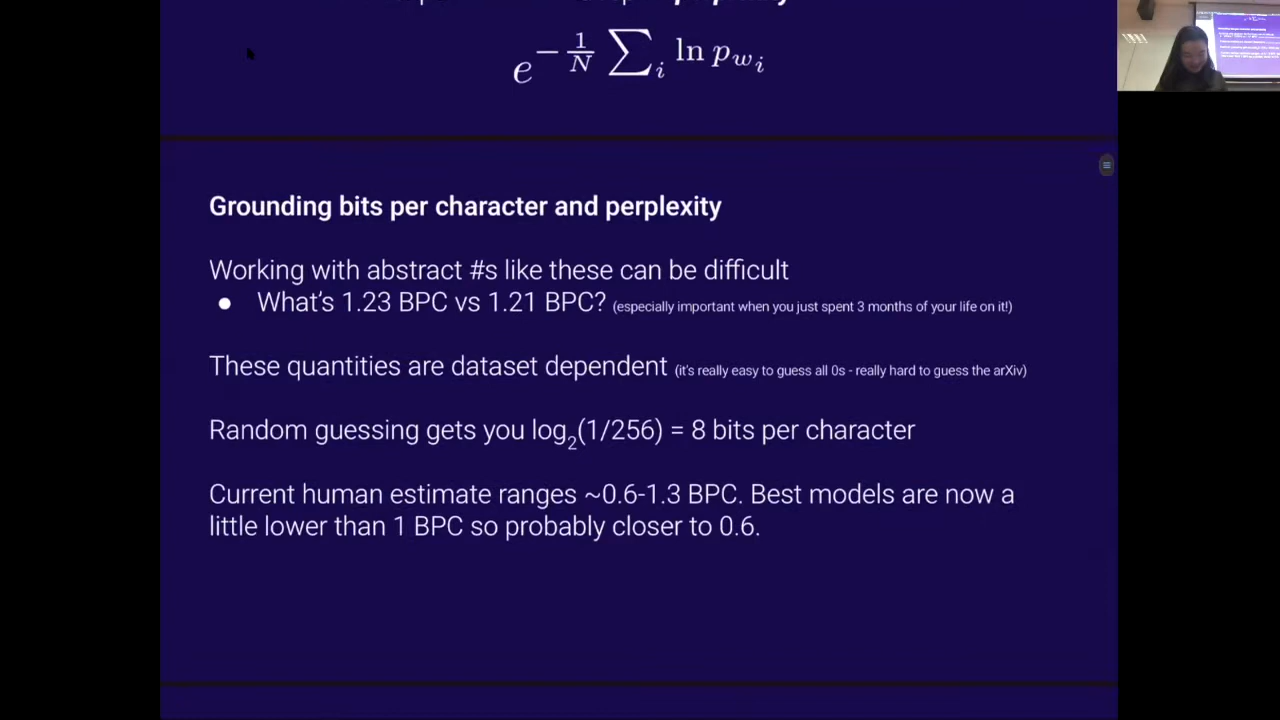 e^{-\frac{1}{N} \sum_i \ln p_{w_i}}
Grounding bits per character and perplexity
Working with abstract #s like these can be difficult
● What's 1.23 BPC vs 1.21 BPC? (especially important when you just spent 3 months of your life on it!)
These quantities are dataset dependent (it's really easy to guess all 0s - really hard to guess the arXiv)
Random guessing gets you log₂(1/256) = 8 bits per character
Current human estimate ranges ~0.6-1.3 BPC. Best models are now a
little lower than 1 BPC so probably closer to 0.6.